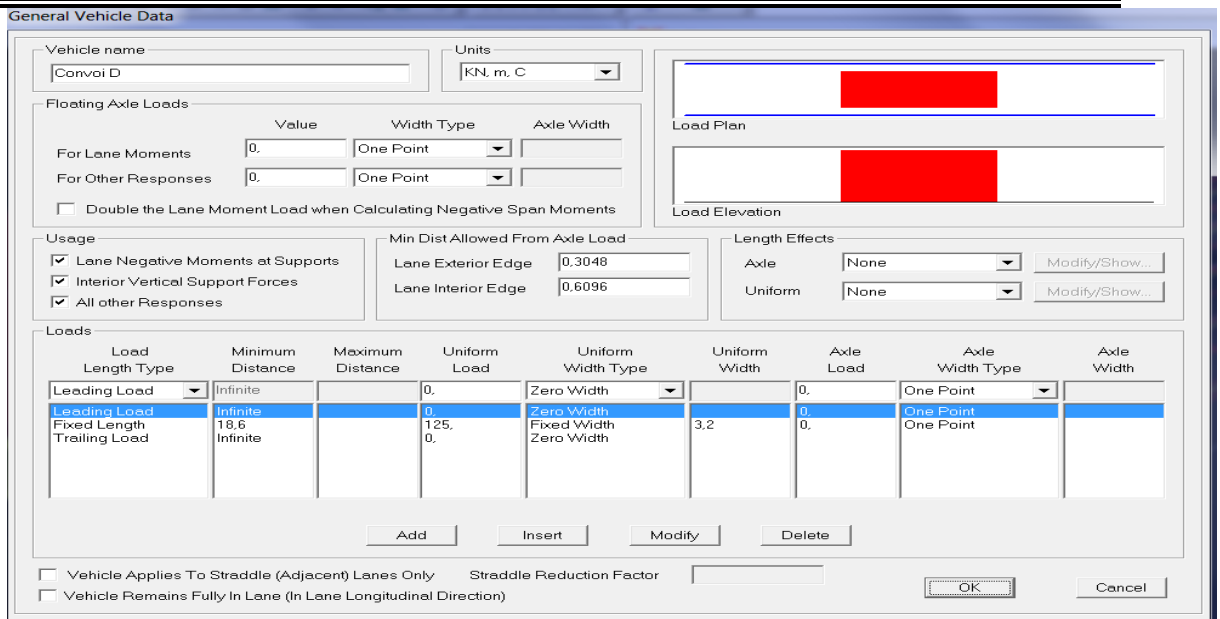 General Vehicle Data
Vehicle name
Convoi D
Units
KN, m, C
Floating Axle Loads
Value Width Type Axle Width
For Lane Moments 0, One Point
For Other Responses 0, One Point
Double the Lane Moment Load when Calculating Negative Span Moments
Load Plan
Load Elevation
Usage
Lane Negative Moments at Supports
Interior Vertical Support Forces
All other Responses
Min Dist Allowed From Axle Load
Lane Exterior Edge 0,3048
Lane Interior Edge 0,6096
Length Effects
Axle None Modify/Show...
Uniform None Modify/Show...
Loads
Load Minimum Maximum Uniform Uniform Uniform Axle Axle Axle
Length Type Distance Distance Load Width Type Width Load Width Type Width
Leading Load Infinite 0, Zero Width 0, One Point
Leading Load Infinite 0, Zero Width 0, One Point
Fixed Length 18,6 125, Fixed Width 3,2 0, One Point
Trailing Load Infinite 0, Zero Width
Add Insert Modify Delete
Vehicle Applies To Straddle (Adjacent) Lanes Only Straddle Reduction Factor
Vehicle Remains Fully In Lane (In Lane Longitudinal Direction)
OK Cancel